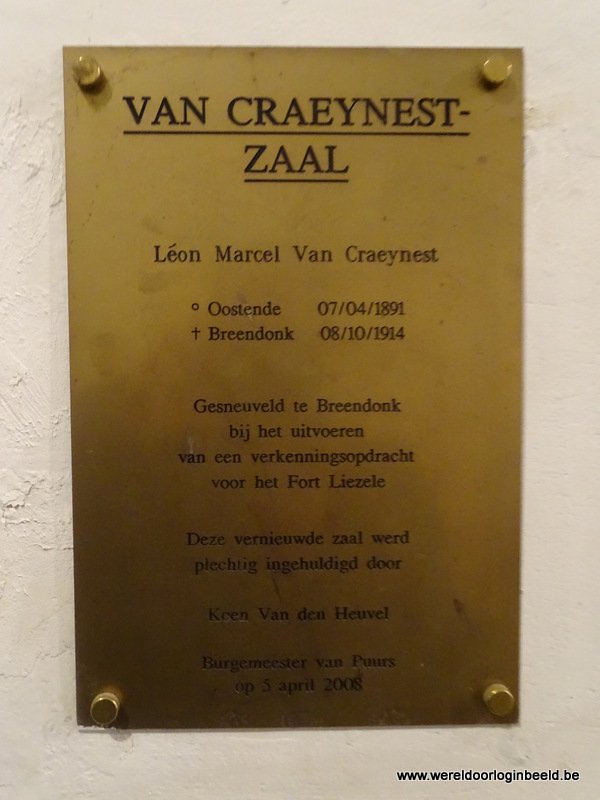 VAN CRAEYNEST-
ZAAL
Léon Marcel Van Craeynest
° Oostende 07/04/1891
† Breendonk 08/10/1914
Gesneuveld te Breendonk
bij het uitvoeren
van een verkenningsopdracht
voor het Fort Liezele
Deze vernieuwde zaal werd
plechtig ingehuldigd door
Koen Van den Heuvel
Burgemeester van Puurs
op 5 april 2008
www.wereldoorloginbeeld.be